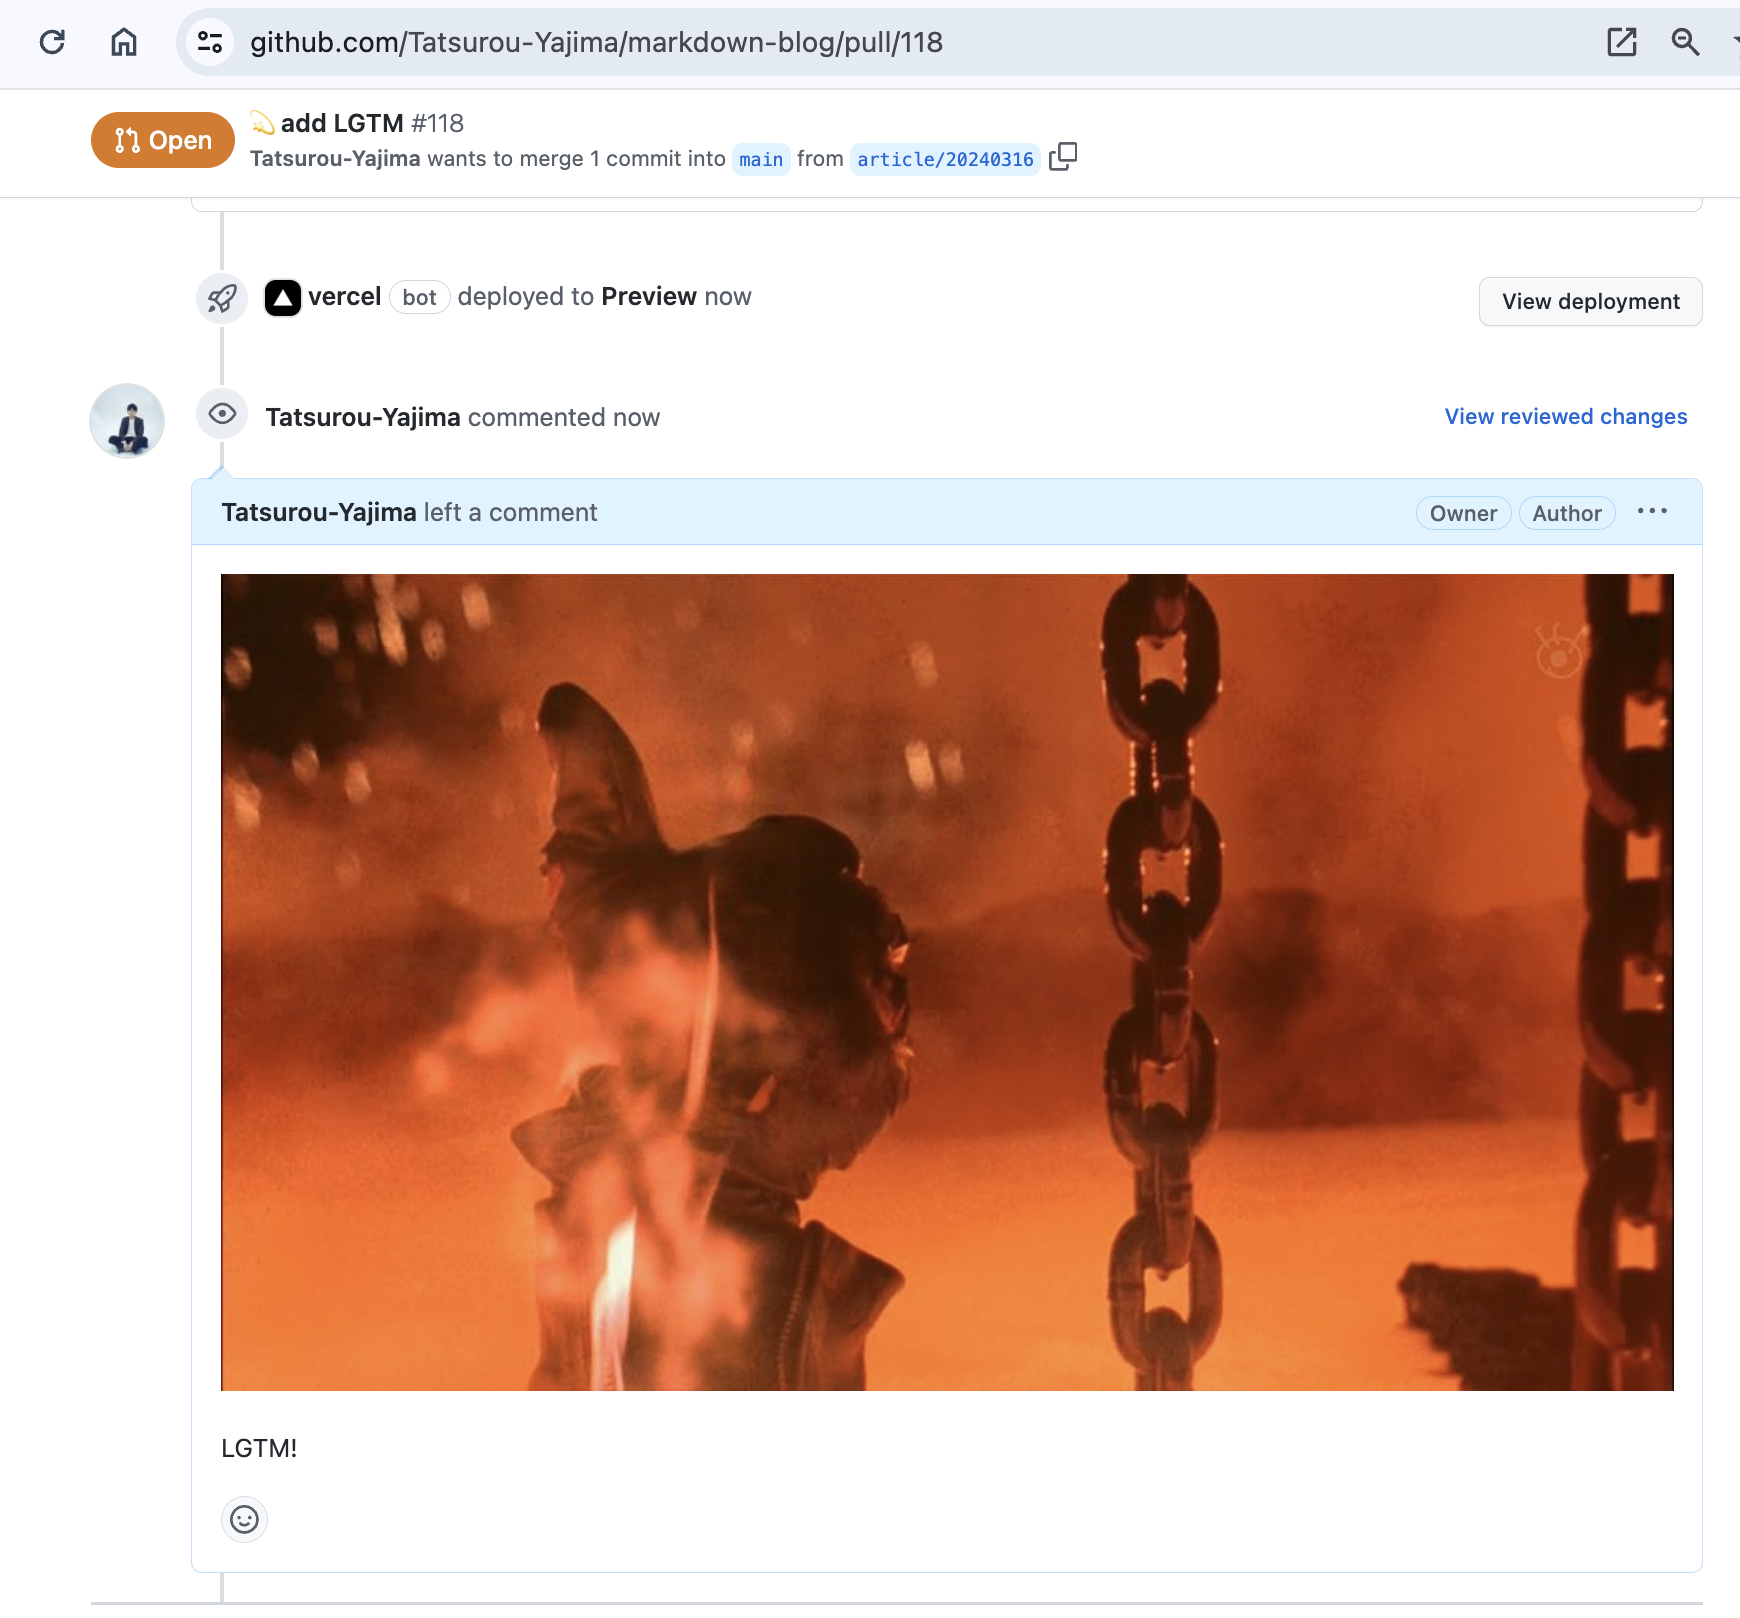 github.com/Tatsurou-Yajima/markdown-blog/pull/118
Open
💫 add LGTM #118
Tatsurou-Yajima wants to merge 1 commit into main from article/20240316
vercel bot deployed to Preview now
View deployment
Tatsurou-Yajima commented now
View reviewed changes
Tatsurou-Yajima left a comment
Owner Author
LGTM!